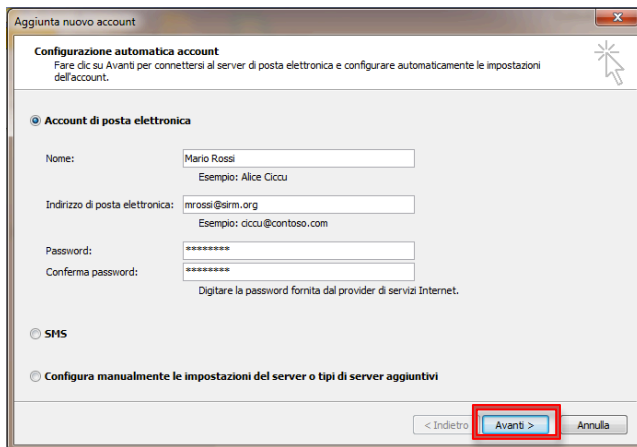 Aggiunta nuovo account
Configurazione automatica account
Fare clic su Avanti per connettersi al server di posta elettronica e configurare automaticamente le impostazioni
dell'account.
Account di posta elettronica
Nome: Mario Rossi
Esempio: Alice Ciccu
Indirizzo di posta elettronica: mrossi@sirm.org
Esempio: ciccu@contoso.com
Password: ********
Conferma password: ********
Digitare la password fornita dal provider di servizi Internet.
SMS
Configura manualmente le impostazioni del server o tipi di server aggiuntivi
< Indietro Avanti > Annulla